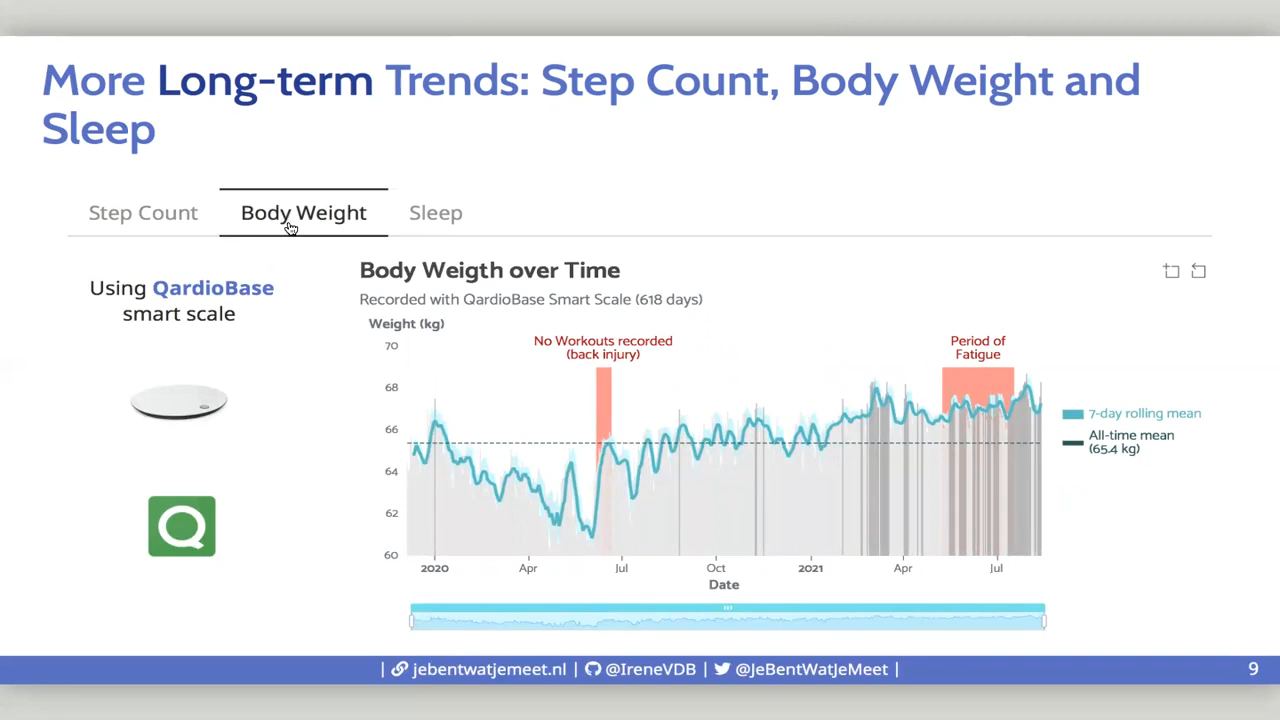 More Long-term Trends: Step Count, Body Weight and
Sleep
Step Count
Body Weight
Sleep
Using QardioBase
smart scale
Q
Body Weigth over Time
Recorded with QardioBase Smart Scale (618 days)
Weight (kg)
No Workouts recorded
(back injury)
Period of
Fatigue
70
68
66
64
62
60
7-day rolling mean
All-time mean
(65.4 kg)
2020
Apr
Jul
Oct
2021
Apr
Jul
Date
| jebentwatjemeet.nl | @IreneVDB | @JeBentWatJeMeet |
9